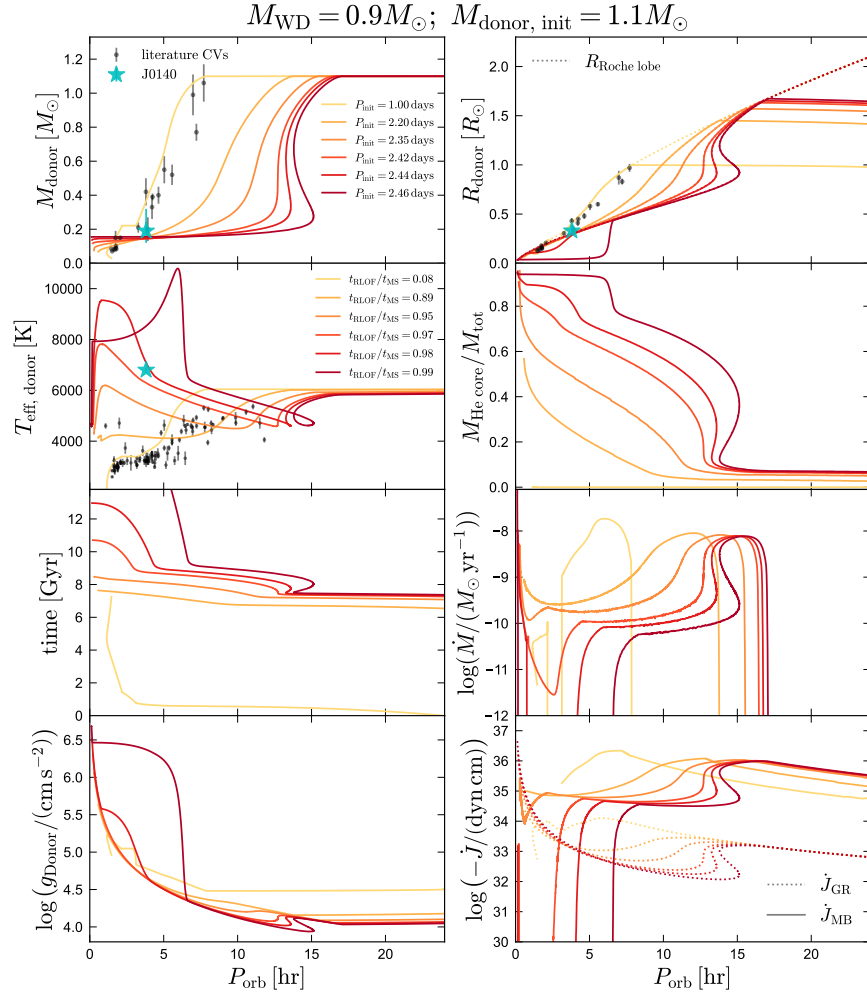 M_WD = 0.9M_⊙; M_donor, init = 1.1M_⊙
M_donor [M_⊙]
1.2
1.0
0.8
0.6
0.4
0.2
0.0
literature CVs
J0140
P_init = 1.00 days
P_init = 2.20 days
P_init = 2.35 days
P_init = 2.42 days
P_init = 2.44 days
P_init = 2.46 days
R_donor [R_⊙]
2.0
1.5
1.0
0.5
0.0
R_Roche lobe
T_eff, donor [K]
10000
8000
6000
4000
t_RLOF/t_MS = 0.08
t_RLOF/t_MS = 0.89
t_RLOF/t_MS = 0.95
t_RLOF/t_MS = 0.97
t_RLOF/t_MS = 0.98
t_RLOF/t_MS = 0.99
M_He core/M_tot
0.8
0.6
0.4
0.2
0.0
time [Gyr]
12
10
8
6
4
2
0
log(Ṁ/(M_⊙ yr⁻¹))
−8
−9
−10
−11
−12
log(g_Donor/(cm s⁻²))
6.5
6.0
5.5
5.0
4.5
4.0
0 5 10 15 20
P_orb [hr]
log(−J̇/(dyn cm))
37
36
35
34
33
32
31
30
J̇_GR
J̇_MB
0 5 10 15 20
P_orb [hr]